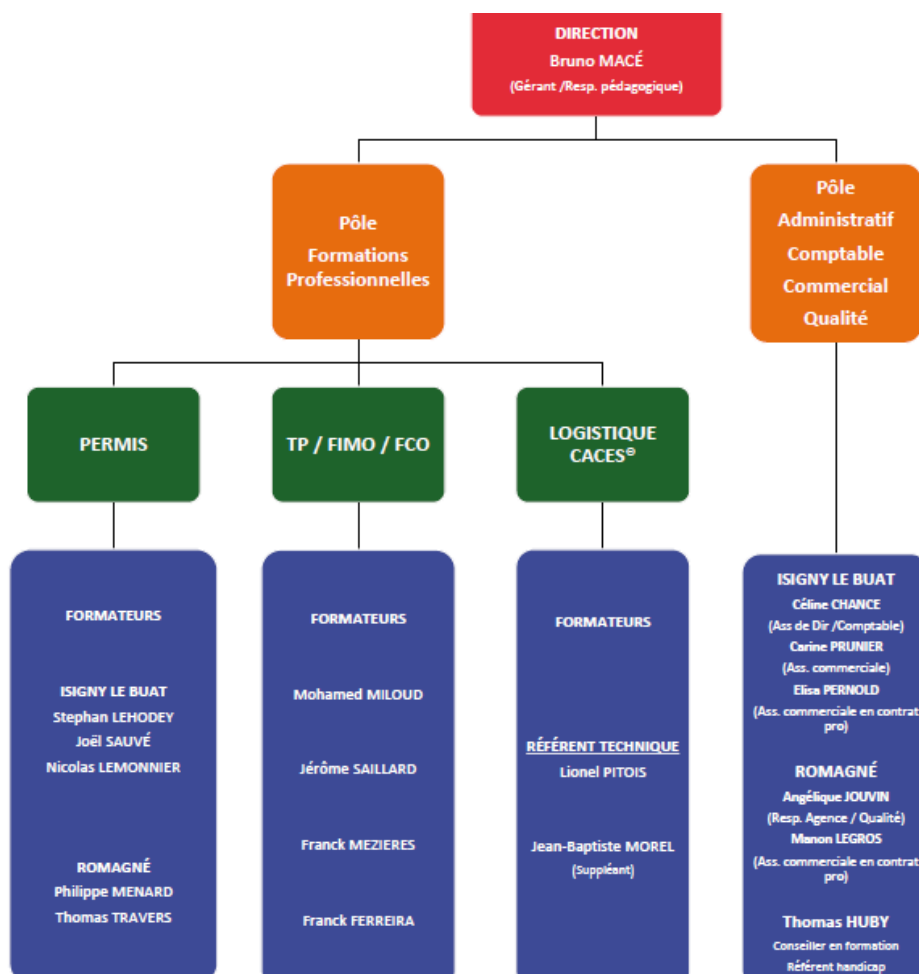 DIRECTION
Bruno MACÉ
(Gérant /Resp. pédagogique)
Pôle
Formations
Professionnelles
Pôle
Administratif
Comptable
Commercial
Qualité
PERMIS
TP / FIMO / FCO
LOGISTIQUE
CACES®
FORMATEURS
ISIGNY LE BUAT
Stephan LEHODEY
Joël SAUVÉ
Nicolas LEMONNIER
ROMAGNÉ
Philippe MENARD
Thomas TRAVERS
FORMATEURS
Mohamed MILOUD
Jérôme SAILLARD
Franck MEZIERES
Franck FERREIRA
FORMATEURS
RÉFÉRENT TECHNIQUE
Lionel PITOIS
Jean-Baptiste MOREL
(Suppléant)
ISIGNY LE BUAT
Céline CHANCE
(Ass de Dir /Comptable)
Carine PRUNIER
(Ass. commerciale)
Elisa PERNOLD
(Ass. commerciale en contrat
pro)
ROMAGNÉ
Angélique JOUVIN
(Resp. Agence / Qualité)
Manon LEGROS
(Ass. commerciale en contrat
pro)
Thomas HUBY
Conseiller en formation
Référent handicap